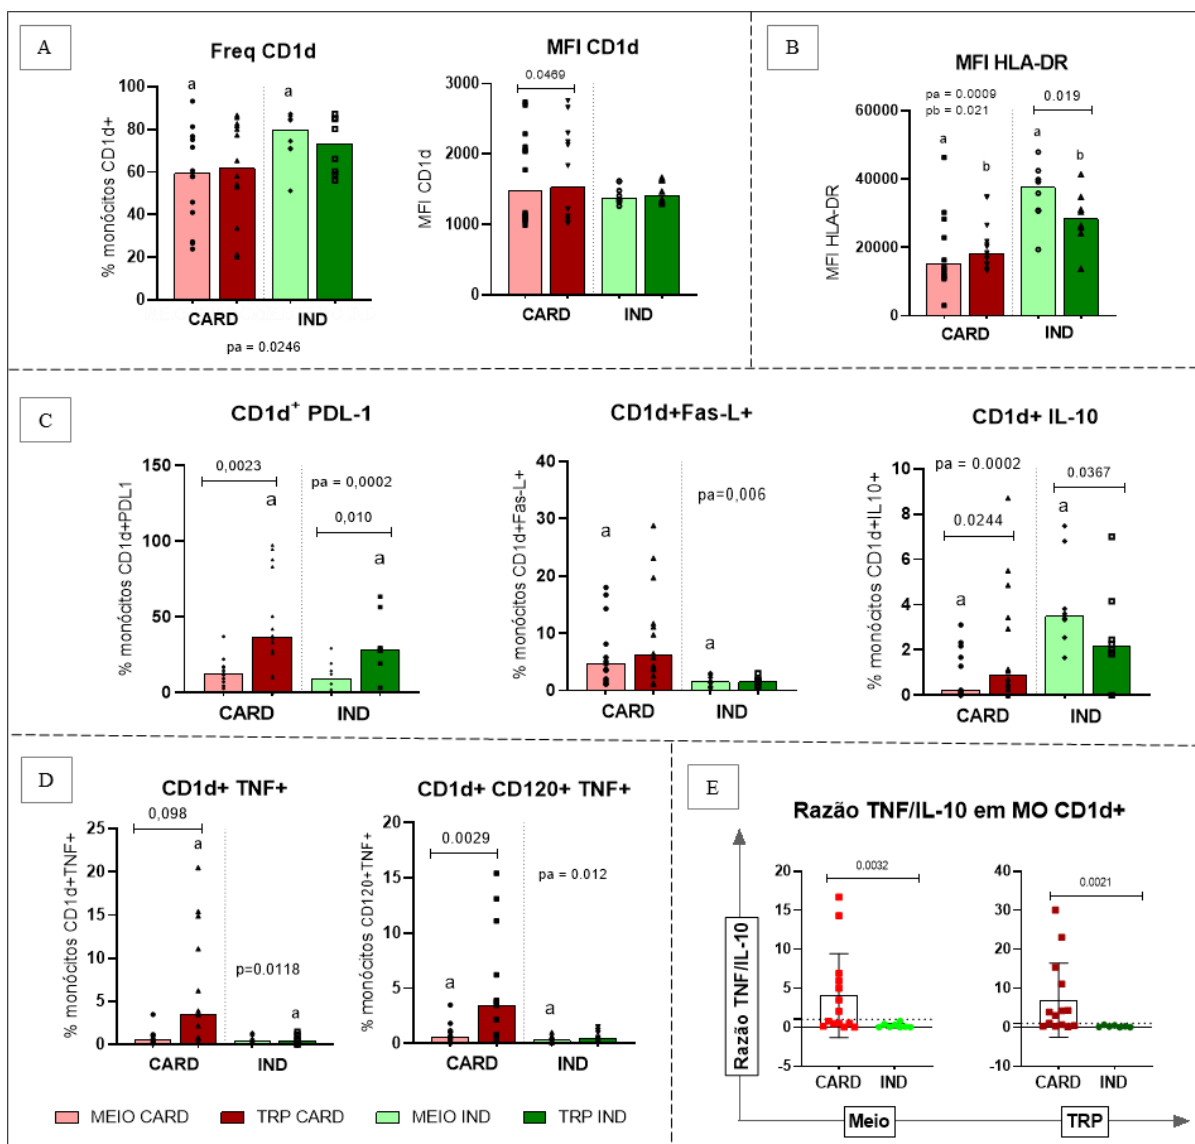 A
Freq CD1d
% monócitos CD1d+
100
80
60
40
20
0
a
a
CARD
IND
pa = 0.0246
MFI CD1d
MFI CD1d
3000
2000
1000
0
0.0469
CARD
IND
B
MFI HLA-DR
pa = 0.0009
pb = 0.021
0.019
MFI HLA-DR
60000
40000
20000
0
a
b
a
b
CARD
IND
C
CD1d+ PDL-1
% monócitos CD1d+PDL1
150
100
50
0
0,0023
a
pa = 0,0002
0,010
a
CARD
IND
CD1d+Fas-L+
% monócitos CD1d+Fas-L+
40
30
20
10
0
a
pa=0,006
a
CARD
IND
CD1d+ IL-10
% monócitos CD1d+IL10+
10
8
6
4
2
0
pa = 0.0002
0.0367
0.0244
a
a
CARD
IND
D
CD1d+ TNF+
% monócitos CD1d+TNF+
25
20
15
10
5
0
0,098
a
p=0.0118
a
CARD
IND
CD1d+ CD120+ TNF+
% monócitos CD120+TNF+
20
15
10
5
0
0.0029
pa = 0.012
a
a
CARD
IND
E
Razão TNF/IL-10 em MO CD1d+
Razão TNF/IL-10
20
15
10
5
0
-5
0.0032
CARD
IND
40
30
20
10
0
-10
0.0021
CARD
IND
Meio
TRP
MEIO CARD
TRP CARD
MEIO IND
TRP IND